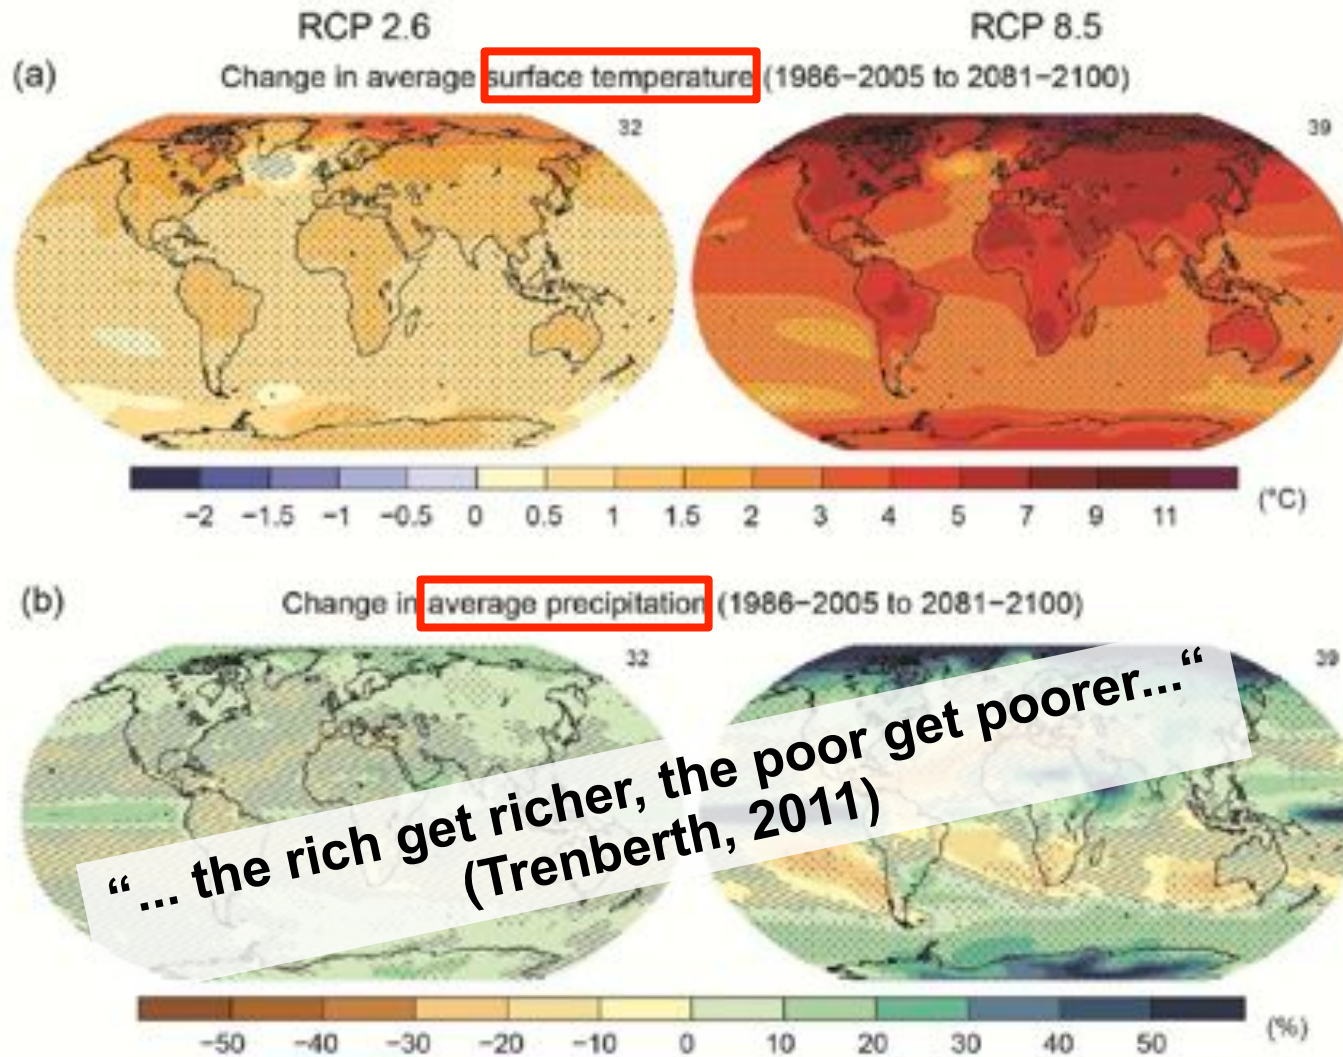 RCP 2.6 RCP 8.5
(a) Change in average surface temperature (1986−2005 to 2081−2100)
32 39
−2 −1.5 −1 −0.5 0 0.5 1 1.5 2 3 4 5 7 9 11 (°C)
(b) Change in average precipitation (1986−2005 to 2081−2100)
32 39
“... the rich get richer, the poor get poorer...“
(Trenberth, 2011)
−50 −40 −30 −20 −10 0 10 20 30 40 50 (%)